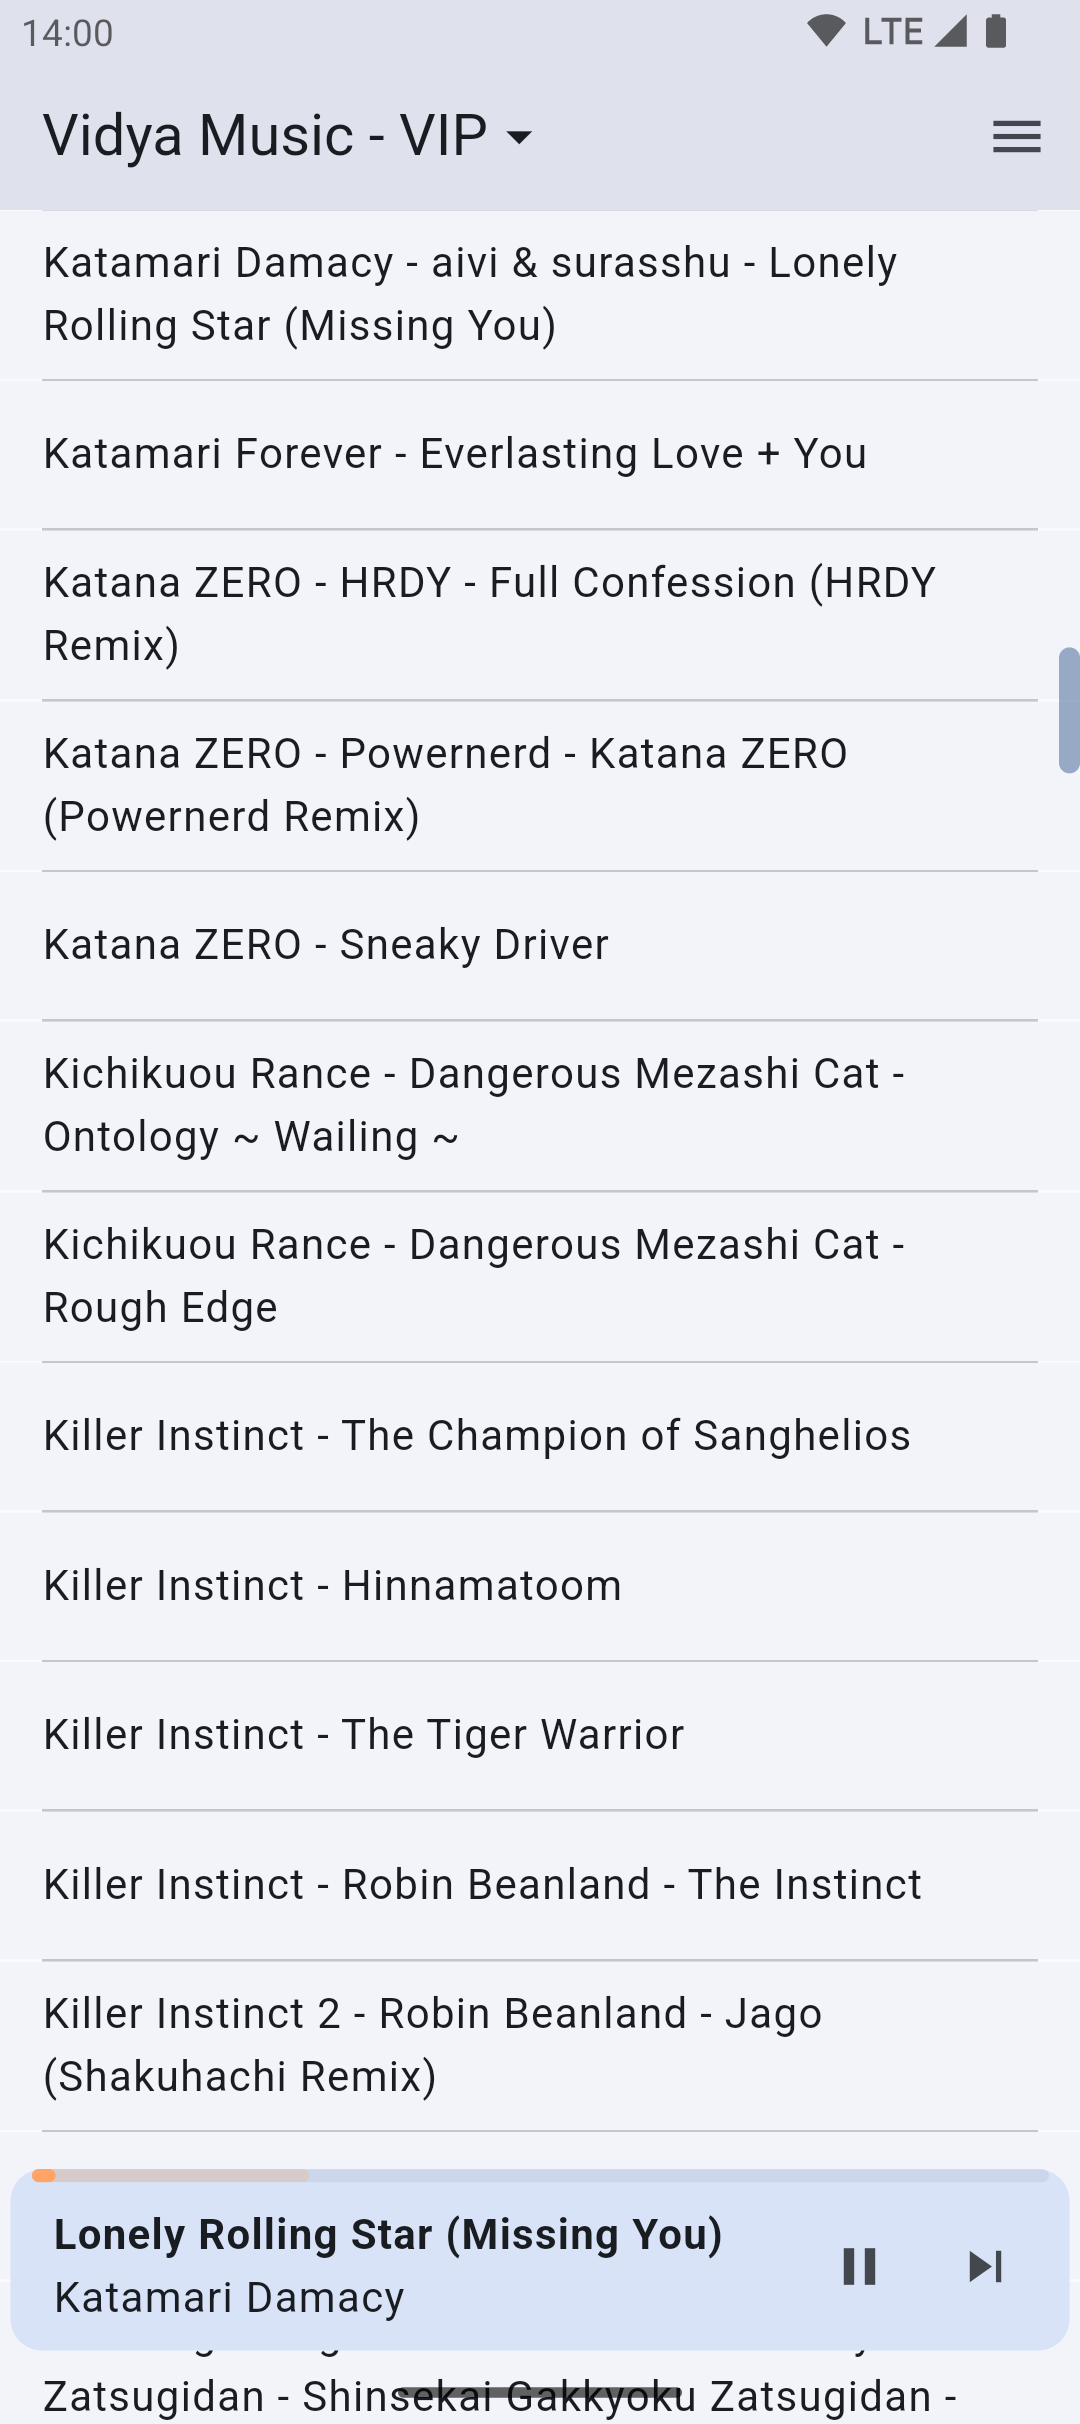 14:00
LTE
Vidya Music - VIP
Katamari Damacy - aivi & surasshu - Lonely
Rolling Star (Missing You)
Katamari Forever - Everlasting Love + You
Katana ZERO - HRDY - Full Confession (HRDY
Remix)
Katana ZERO - Powernerd - Katana ZERO
(Powernerd Remix)
Katana ZERO - Sneaky Driver
Kichikuou Rance - Dangerous Mezashi Cat -
Ontology ~ Wailing ~
Kichikuou Rance - Dangerous Mezashi Cat -
Rough Edge
Killer Instinct - The Champion of Sanghelios
Killer Instinct - Hinnamatoom
Killer Instinct - The Tiger Warrior
Killer Instinct - Robin Beanland - The Instinct
Killer Instinct 2 - Robin Beanland - Jago
(Shakuhachi Remix)
Lonely Rolling Star (Missing You)
Katamari Damacy
Zatsugidan - Shinsekai Gakkyoku Zatsugidan -